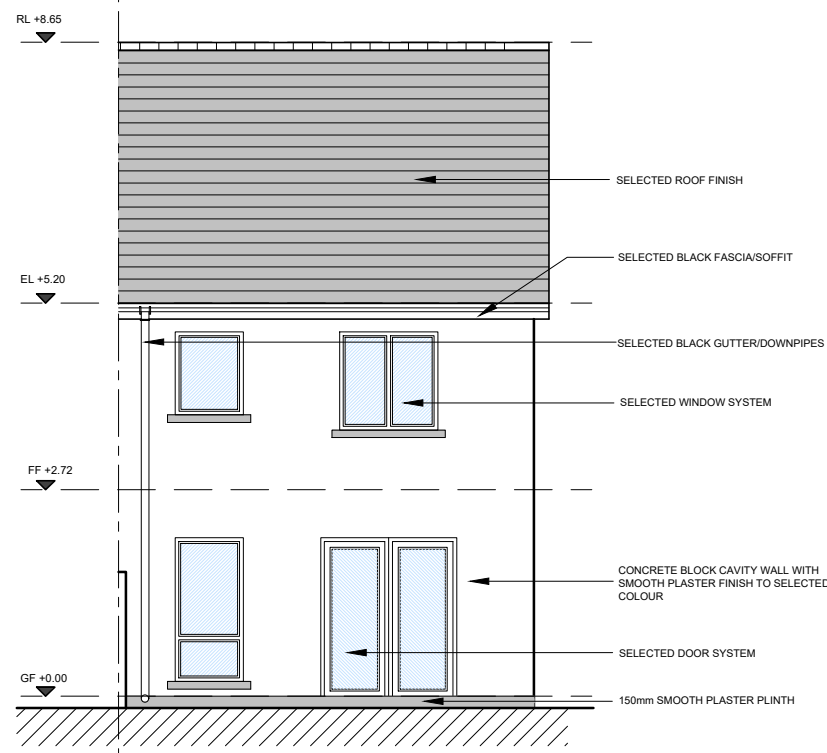 RL +8.65
SELECTED ROOF FINISH
SELECTED BLACK FASCIA/SOFFIT
EL +5.20
SELECTED BLACK GUTTER/DOWNPIPES
SELECTED WINDOW SYSTEM
FF +2.72
CONCRETE BLOCK CAVITY WALL WITH
SMOOTH PLASTER FINISH TO SELECTED
COLOUR
SELECTED DOOR SYSTEM
GF +0.00
150mm SMOOTH PLASTER PLINTH